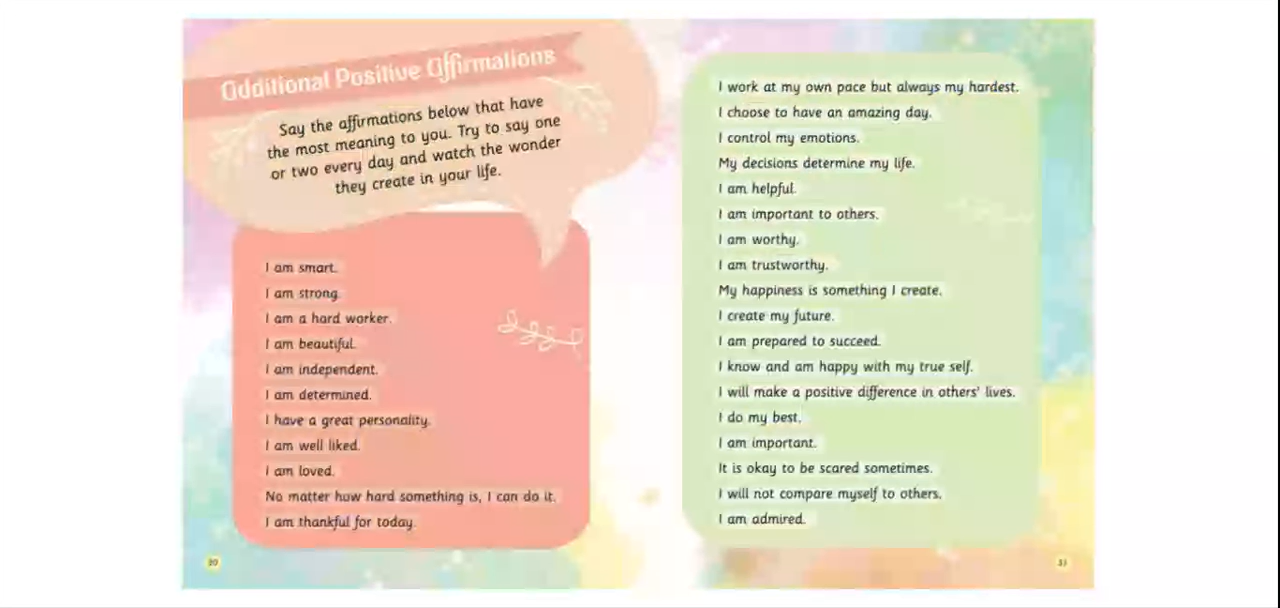 Additional Positive Affirmations
Say the affirmations below that have
the most meaning to you. Try to say one
or two every day and watch the wonder
they create in your life.
I am smart.
I am strong.
I am a hard worker.
I am beautiful.
I am independent.
I am determined.
I have a great personality.
I am well liked.
I am loved.
No matter how hard something is, I can do it.
I am thankful for today.
I work at my own pace but always my hardest.
I choose to have an amazing day.
I control my emotions.
My decisions determine my life.
I am helpful.
I am important to others.
I am worthy.
I am trustworthy.
My happiness is something I create.
I create my future.
I am prepared to succeed.
I know and am happy with my true self.
I will make a positive difference in others' lives.
I do my best.
I am important.
It is okay to be scared sometimes.
I will not compare myself to others.
I am admired.